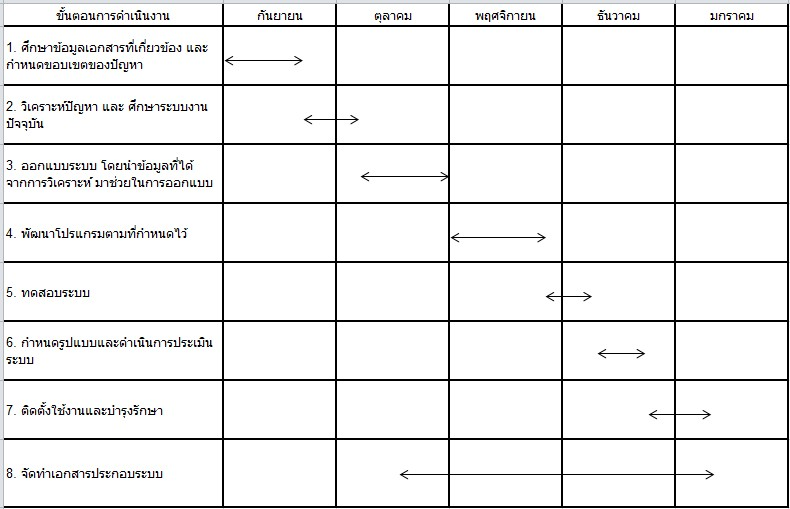 ขั้นตอนการดำเนินงาน กันยายน ตุลาคม พฤศจิกายน ธันวาคม มกราคม
1. ศึกษาข้อมูลเอกสารที่เกี่ยวข้อง และ
กำหนดขอบเขตของปัญหา
2. วิเคราะห์ปัญหา และ ศึกษาระบบงาน
ปัจจุบัน
3. ออกแบบระบบ โดยนำข้อมูลที่ได้
จากการวิเคราะห์ มาช่วยในการออกแบบ
4. พัฒนาโปรแกรมตามที่กำหนดไว้
5. ทดสอบระบบ
6. กำหนดรูปแบบและดำเนินการประเมิน
ระบบ
7. ติดตั้งใช้งานและบำรุงรักษา
8. จัดทำเอกสารประกอบระบบ